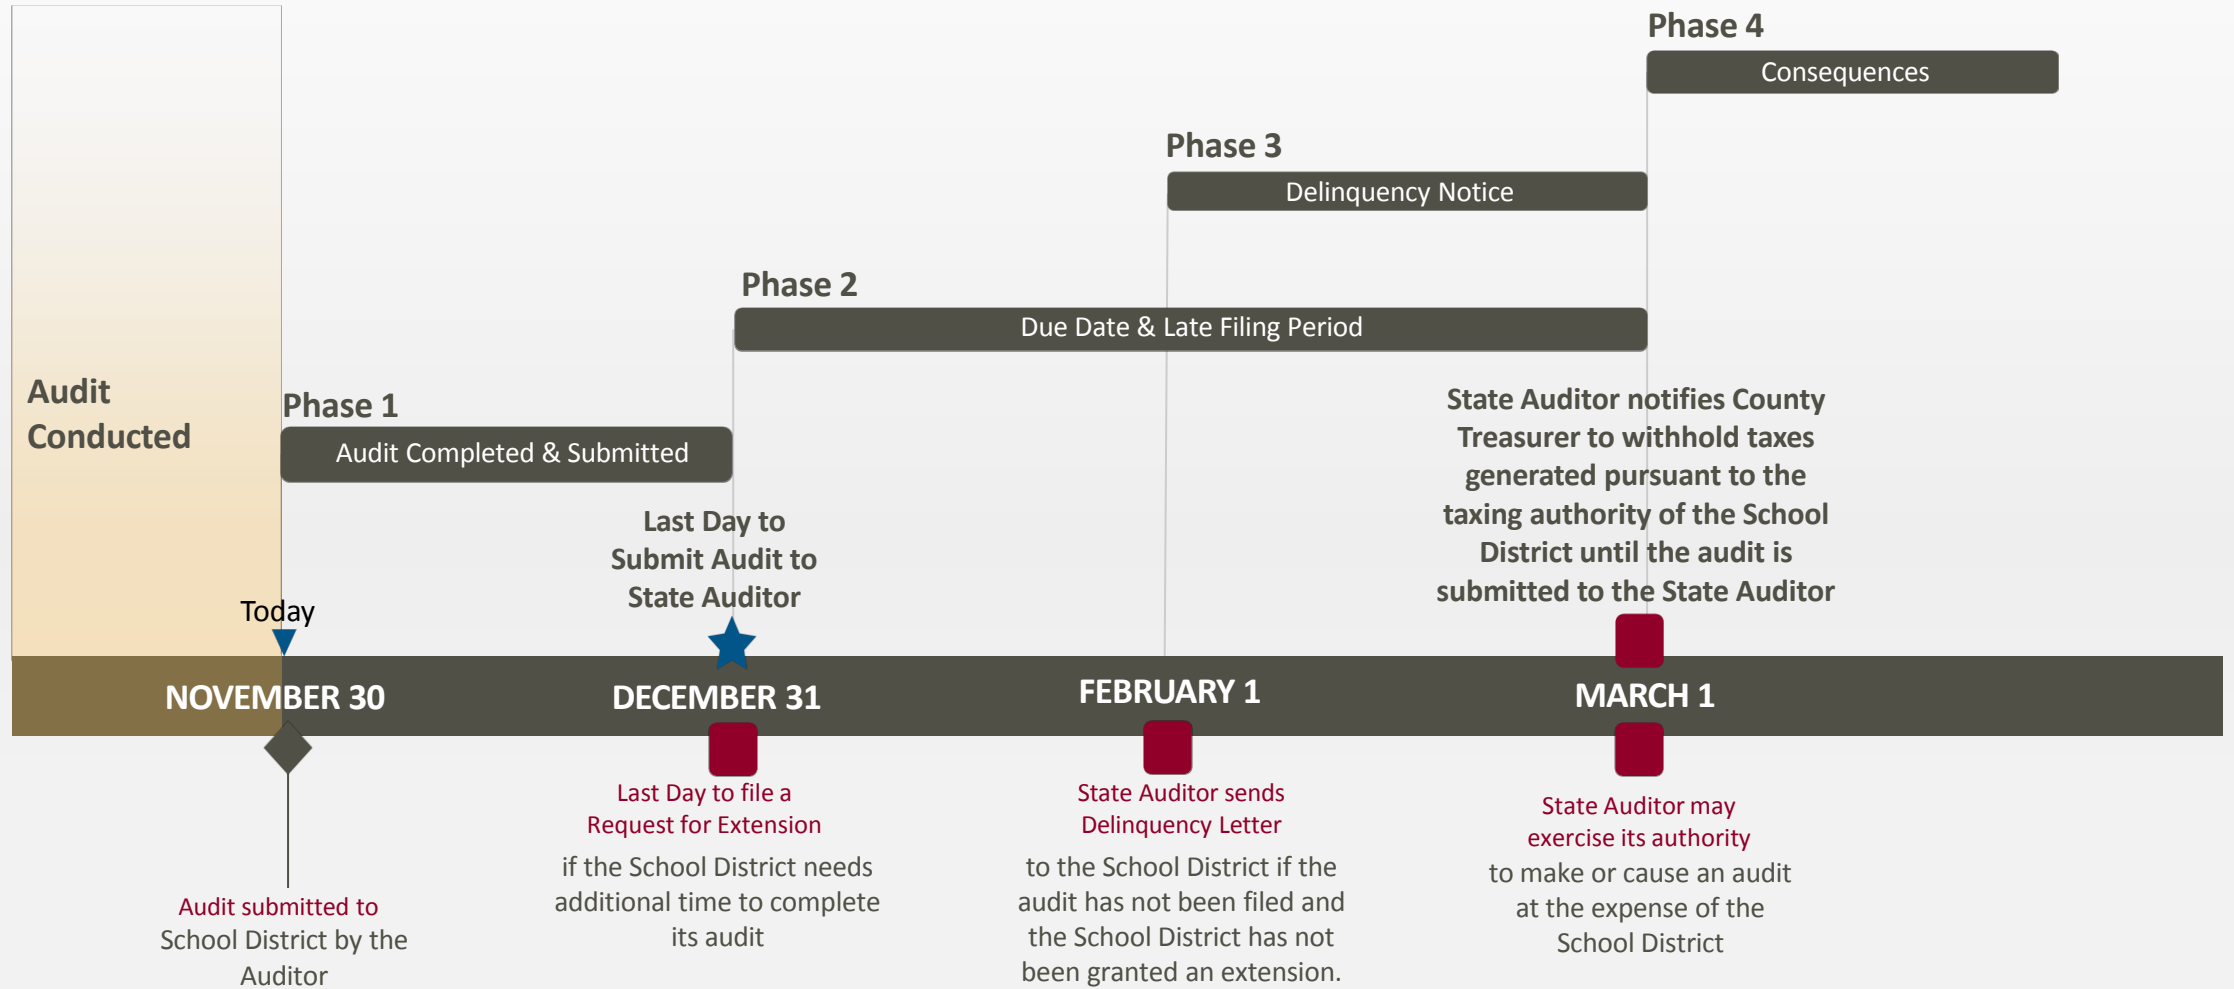 Phase 4
Consequences
Phase 3
Delinquency Notice
Phase 2
Due Date & Late Filing Period
Audit
Conducted
Phase 1
Audit Completed & Submitted
Last Day to
Submit Audit to
State Auditor
State Auditor notifies County
Treasurer to withhold taxes
generated pursuant to the
taxing authority of the School
District until the audit is
submitted to the State Auditor
Today
NOVEMBER 30
DECEMBER 31
FEBRUARY 1
MARCH 1
Audit submitted to
School District by the
Auditor
Last Day to file a
Request for Extension
if the School District needs
additional time to complete
its audit
State Auditor sends
Delinquency Letter
to the School District if the
audit has not been filed and
the School District has not
been granted an extension.
State Auditor may
exercise its authority
to make or cause an audit
at the expense of the
School District